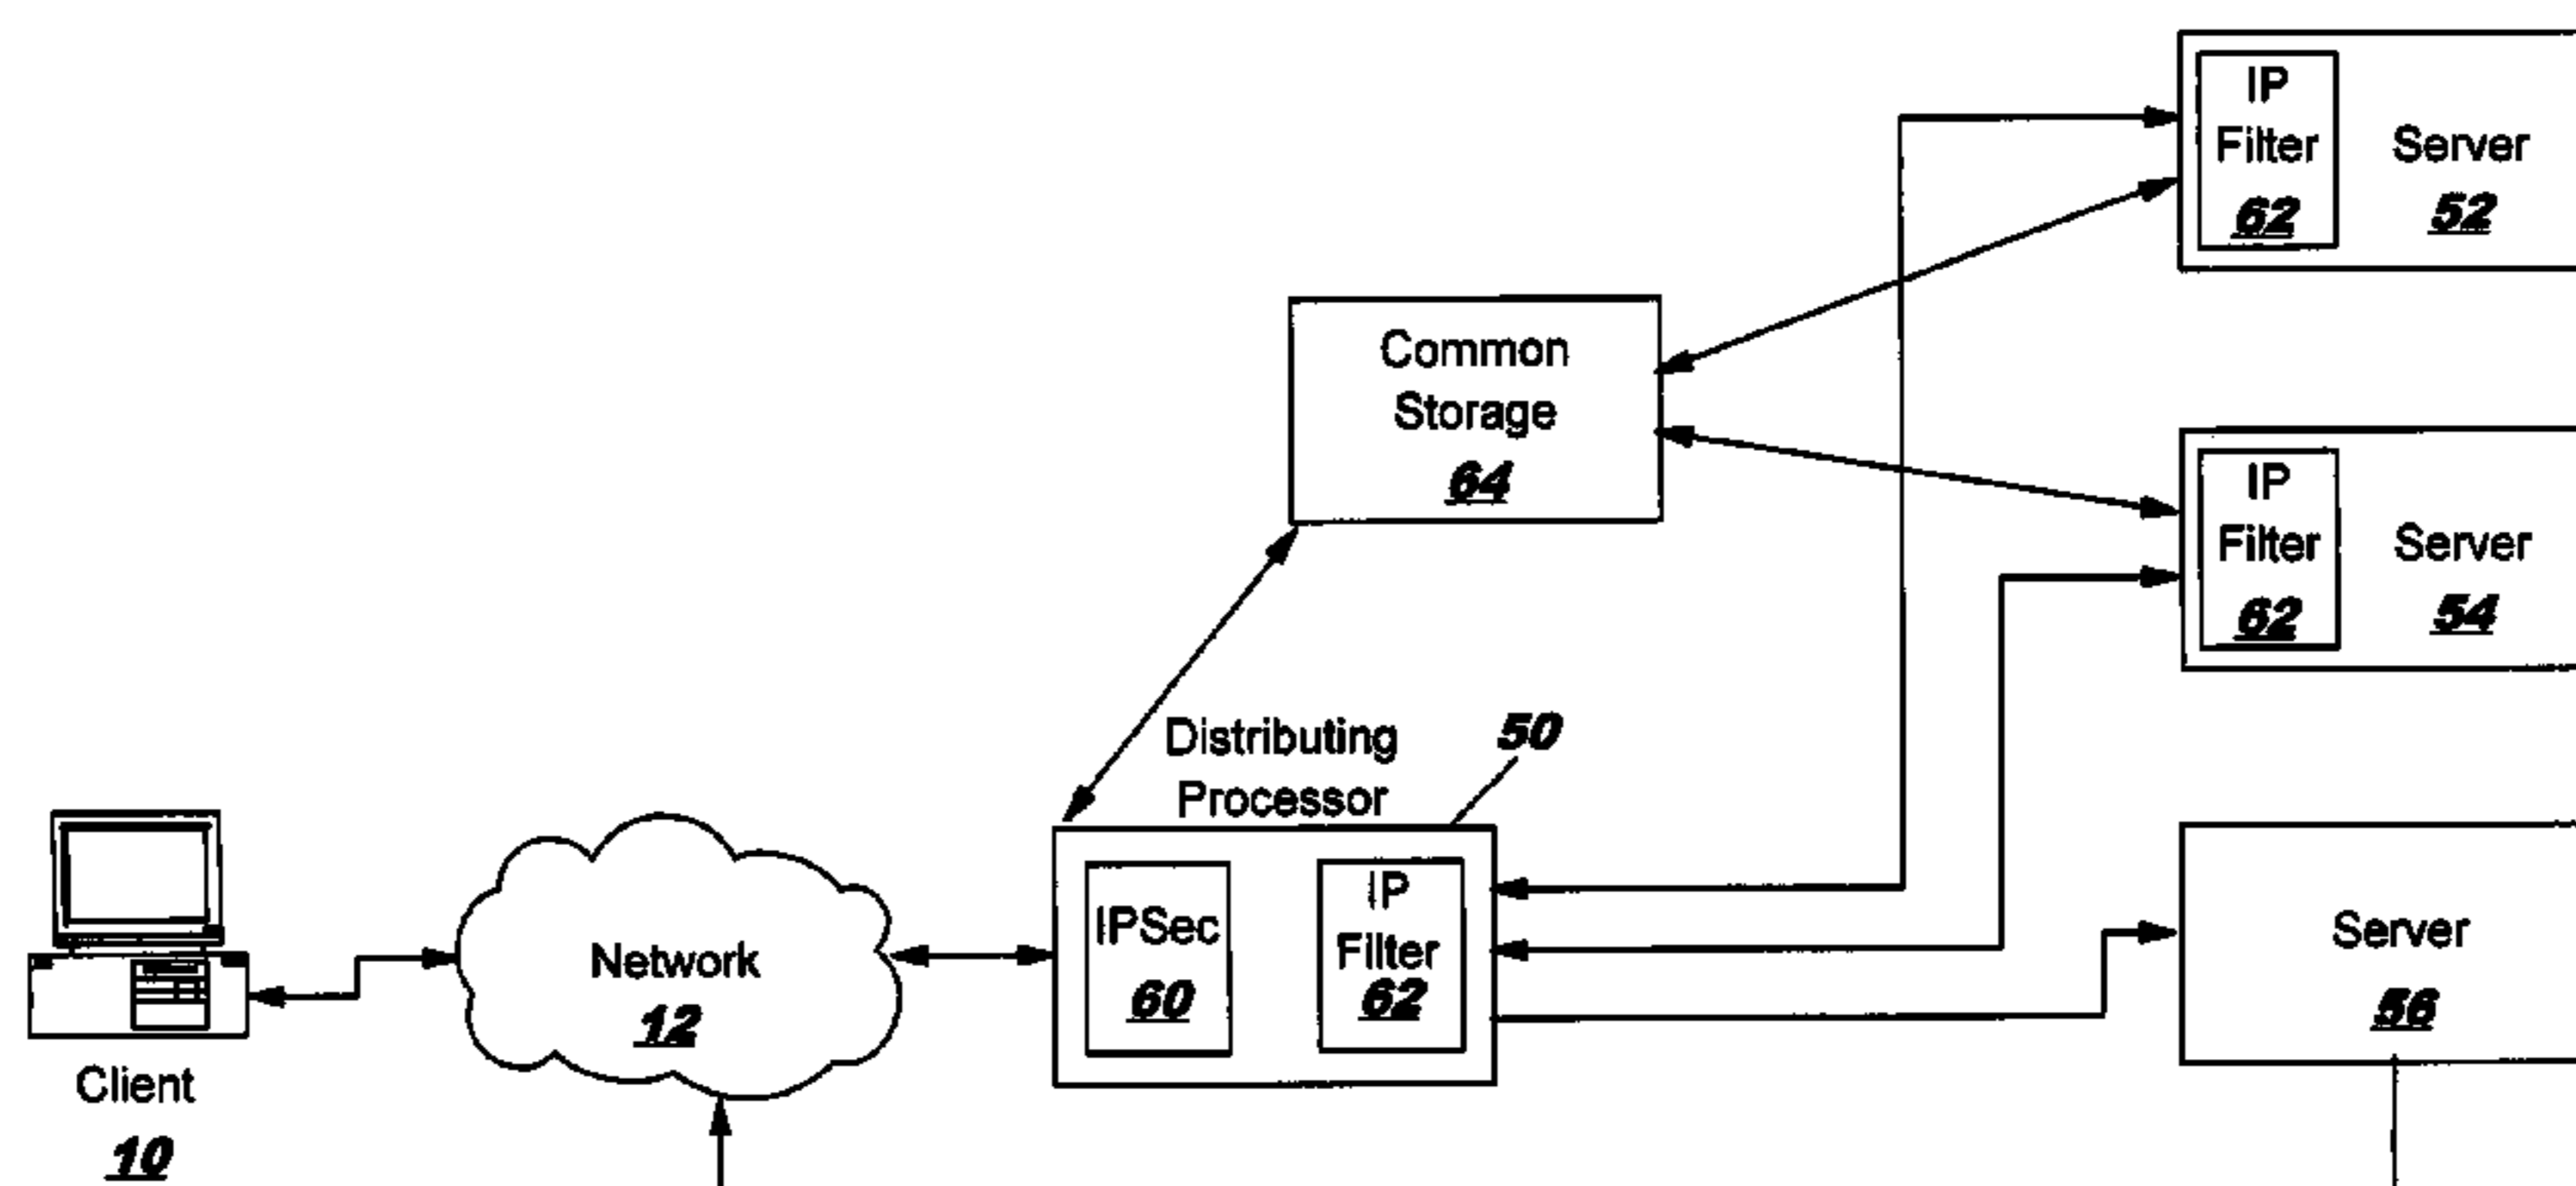 IP
Filter
62
Server
52
Common
Storage
64
IP
Filter
62
Server
54
Distributing
Processor
50
IPSec
60
IP
Filter
62
Server
56
Network
12
Client
10